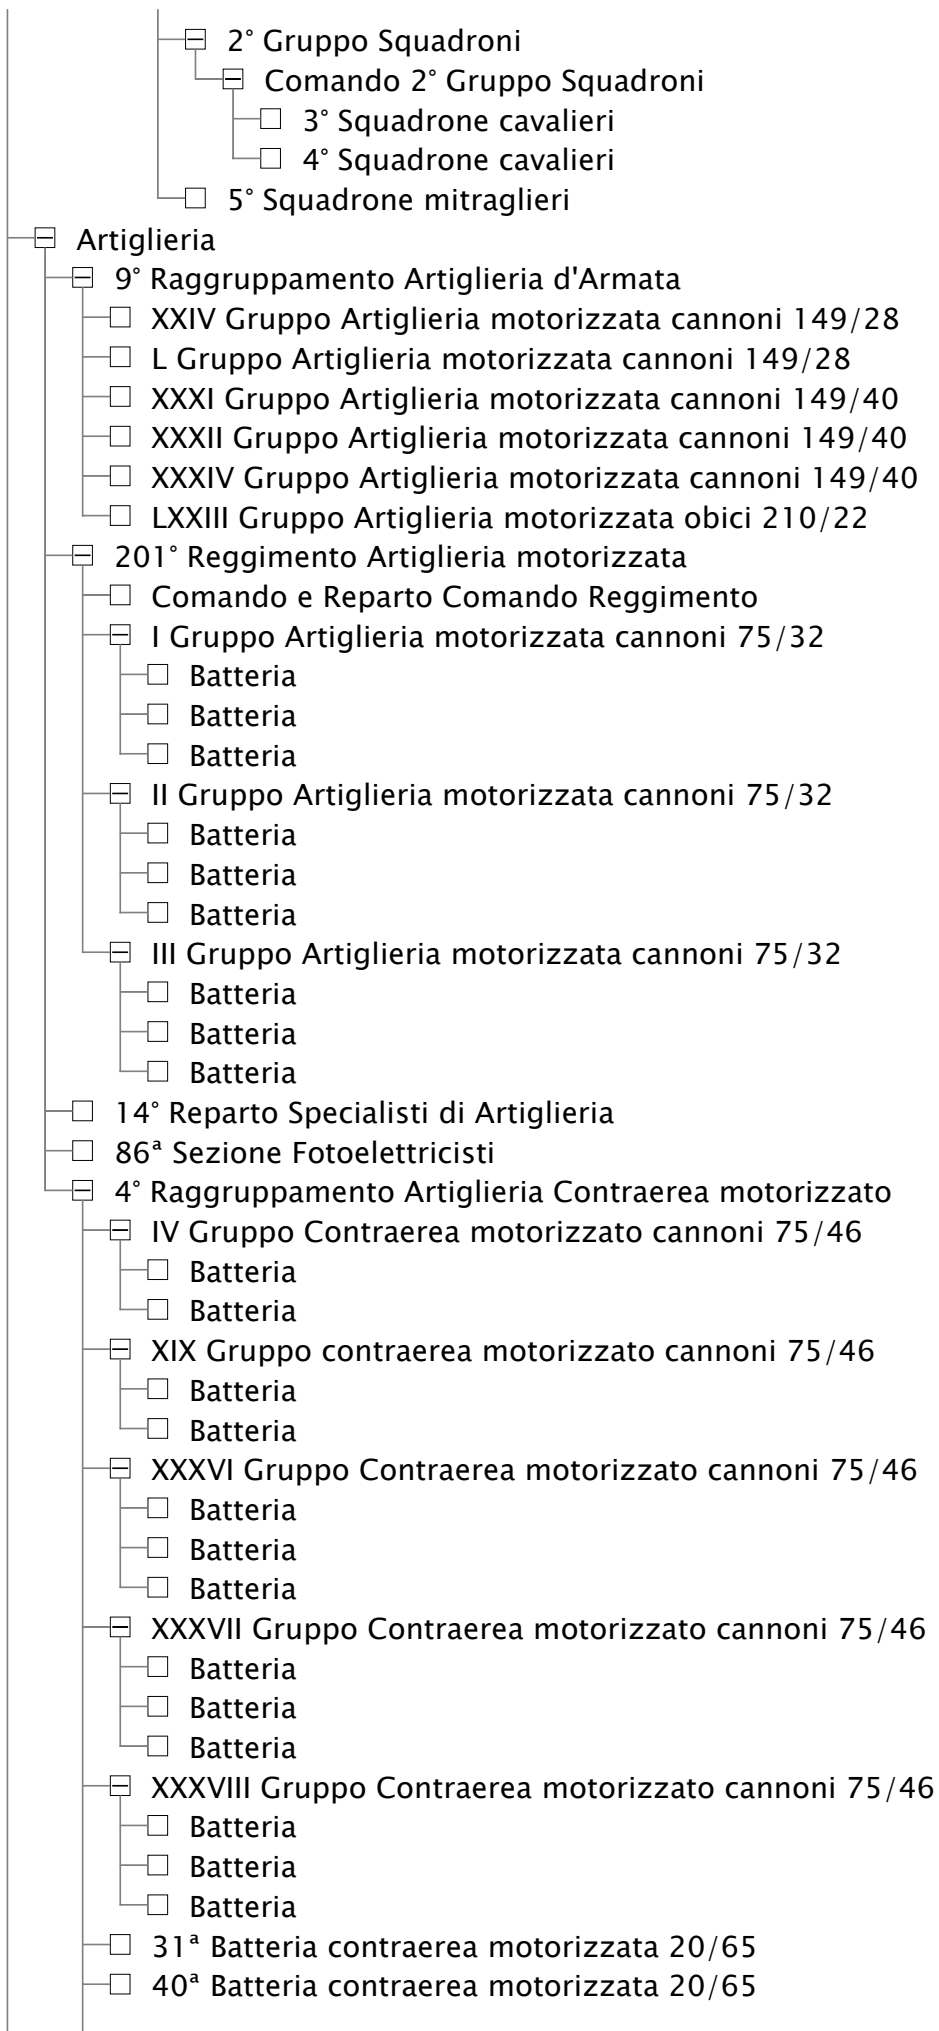 2° Gruppo Squadroni
Comando 2° Gruppo Squadroni
3° Squadrone cavalieri
4° Squadrone cavalieri
5° Squadrone mitraglieri
Artiglieria
9° Raggruppamento Artiglieria d'Armata
XXIV Gruppo Artiglieria motorizzata cannoni 149/28
L Gruppo Artiglieria motorizzata cannoni 149/28
XXXI Gruppo Artiglieria motorizzata cannoni 149/40
XXXII Gruppo Artiglieria motorizzata cannoni 149/40
XXXIV Gruppo Artiglieria motorizzata cannoni 149/40
LXXIII Gruppo Artiglieria motorizzata obici 210/22
201° Reggimento Artiglieria motorizzata
Comando e Reparto Comando Reggimento
I Gruppo Artiglieria motorizzata cannoni 75/32
Batteria
Batteria
Batteria
II Gruppo Artiglieria motorizzata cannoni 75/32
Batteria
Batteria
Batteria
III Gruppo Artiglieria motorizzata cannoni 75/32
Batteria
Batteria
Batteria
14° Reparto Specialisti di Artiglieria
86ª Sezione Fotoelettricisti
4° Raggruppamento Artiglieria Contraerea motorizzato
IV Gruppo Contraerea motorizzato cannoni 75/46
Batteria
Batteria
XIX Gruppo contraerea motorizzato cannoni 75/46
Batteria
Batteria
XXXVI Gruppo Contraerea motorizzato cannoni 75/46
Batteria
Batteria
Batteria
XXXVII Gruppo Contraerea motorizzato cannoni 75/46
Batteria
Batteria
Batteria
XXXVIII Gruppo Contraerea motorizzato cannoni 75/46
Batteria
Batteria
Batteria
31ª Batteria contraerea motorizzata 20/65
40ª Batteria contraerea motorizzata 20/65